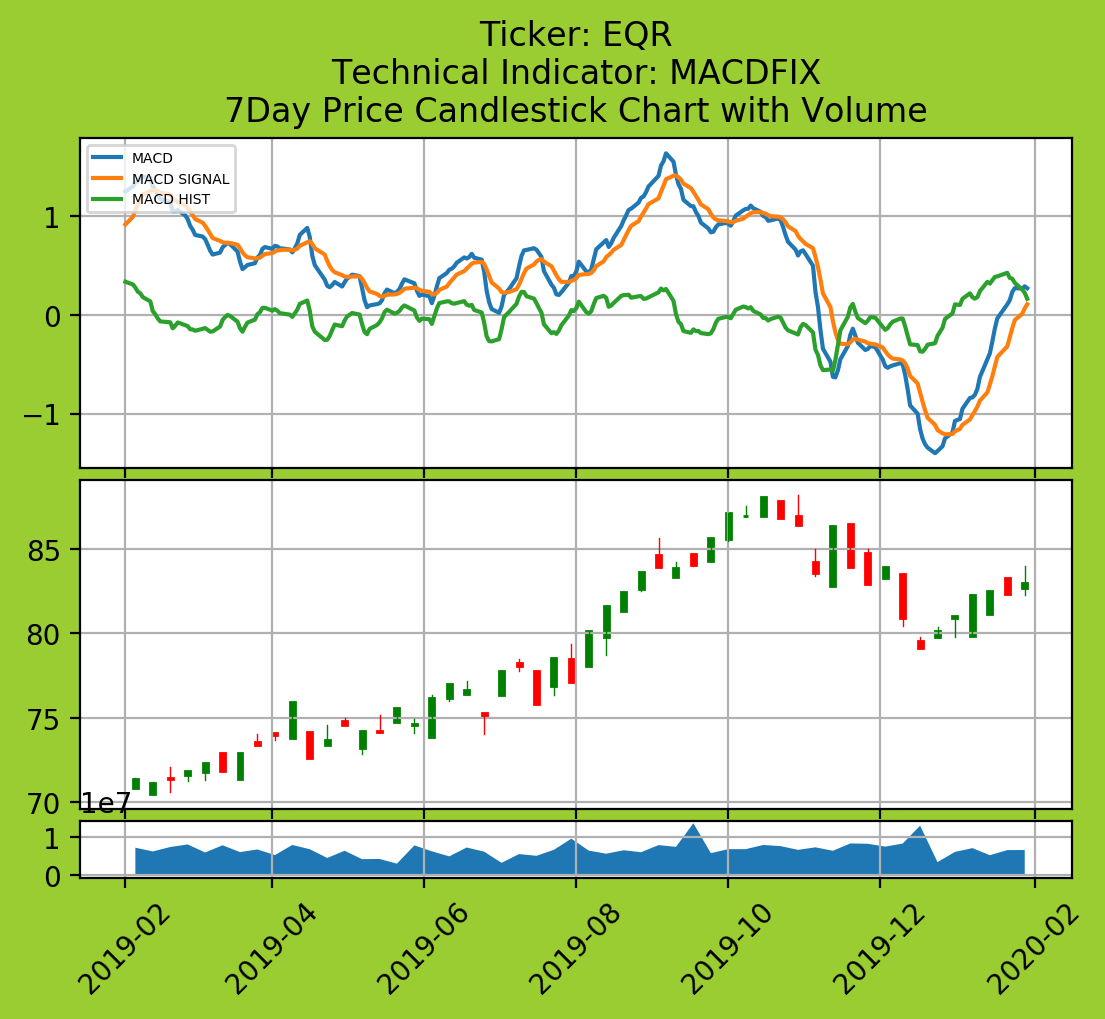 Ticker: EQR
Technical Indicator: MACDFIX
7Day Price Candlestick Chart with Volume
MACD
MACD SIGNAL
MACD HIST
1
0
−1
85
80
75
70
1e7
1
0
2019-02
2019-04
2019-06
2019-08
2019-10
2019-12
2020-02